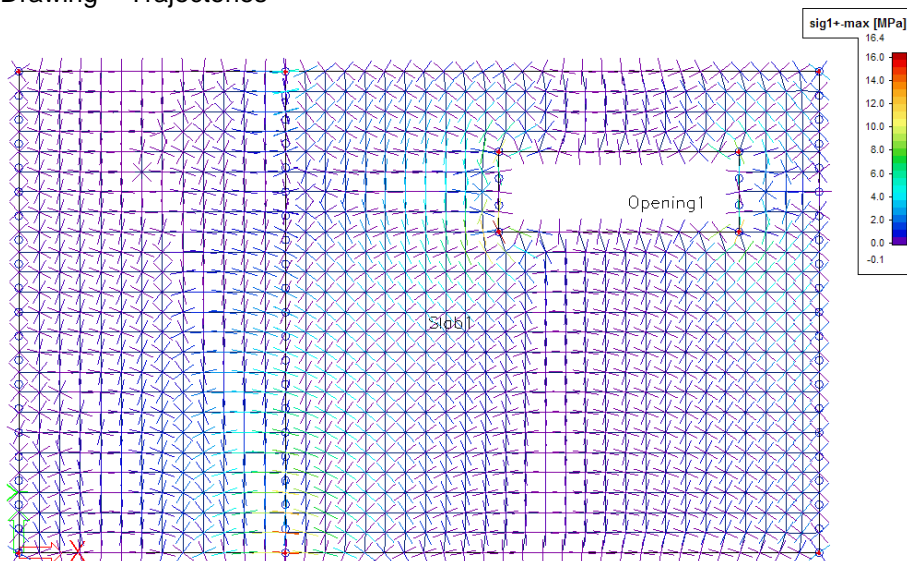 Drawing – Trajectories
sig1+-max [MPa]
16.4
16.0
14.0
12.0
10.0
8.0
6.0
4.0
2.0
0.0
-0.1
Opening1
Slab1
X